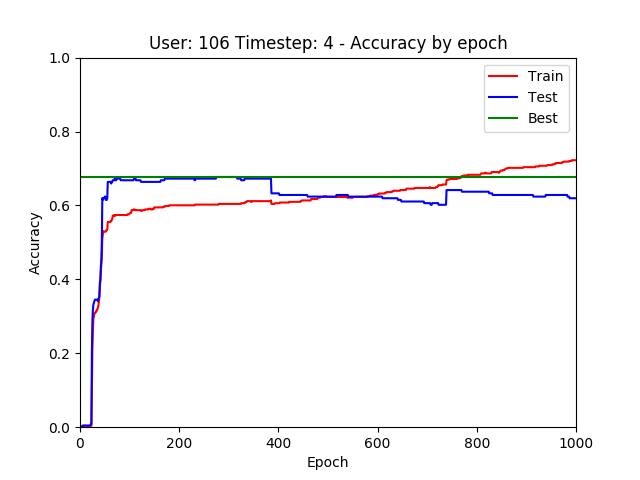 User: 106 Timestep: 4 - Accuracy by epoch
1.0
0.8
0.6
0.4
0.2
0.0
Accuracy
Train
Test
Best
0 200 400 600 800 1000
Epoch